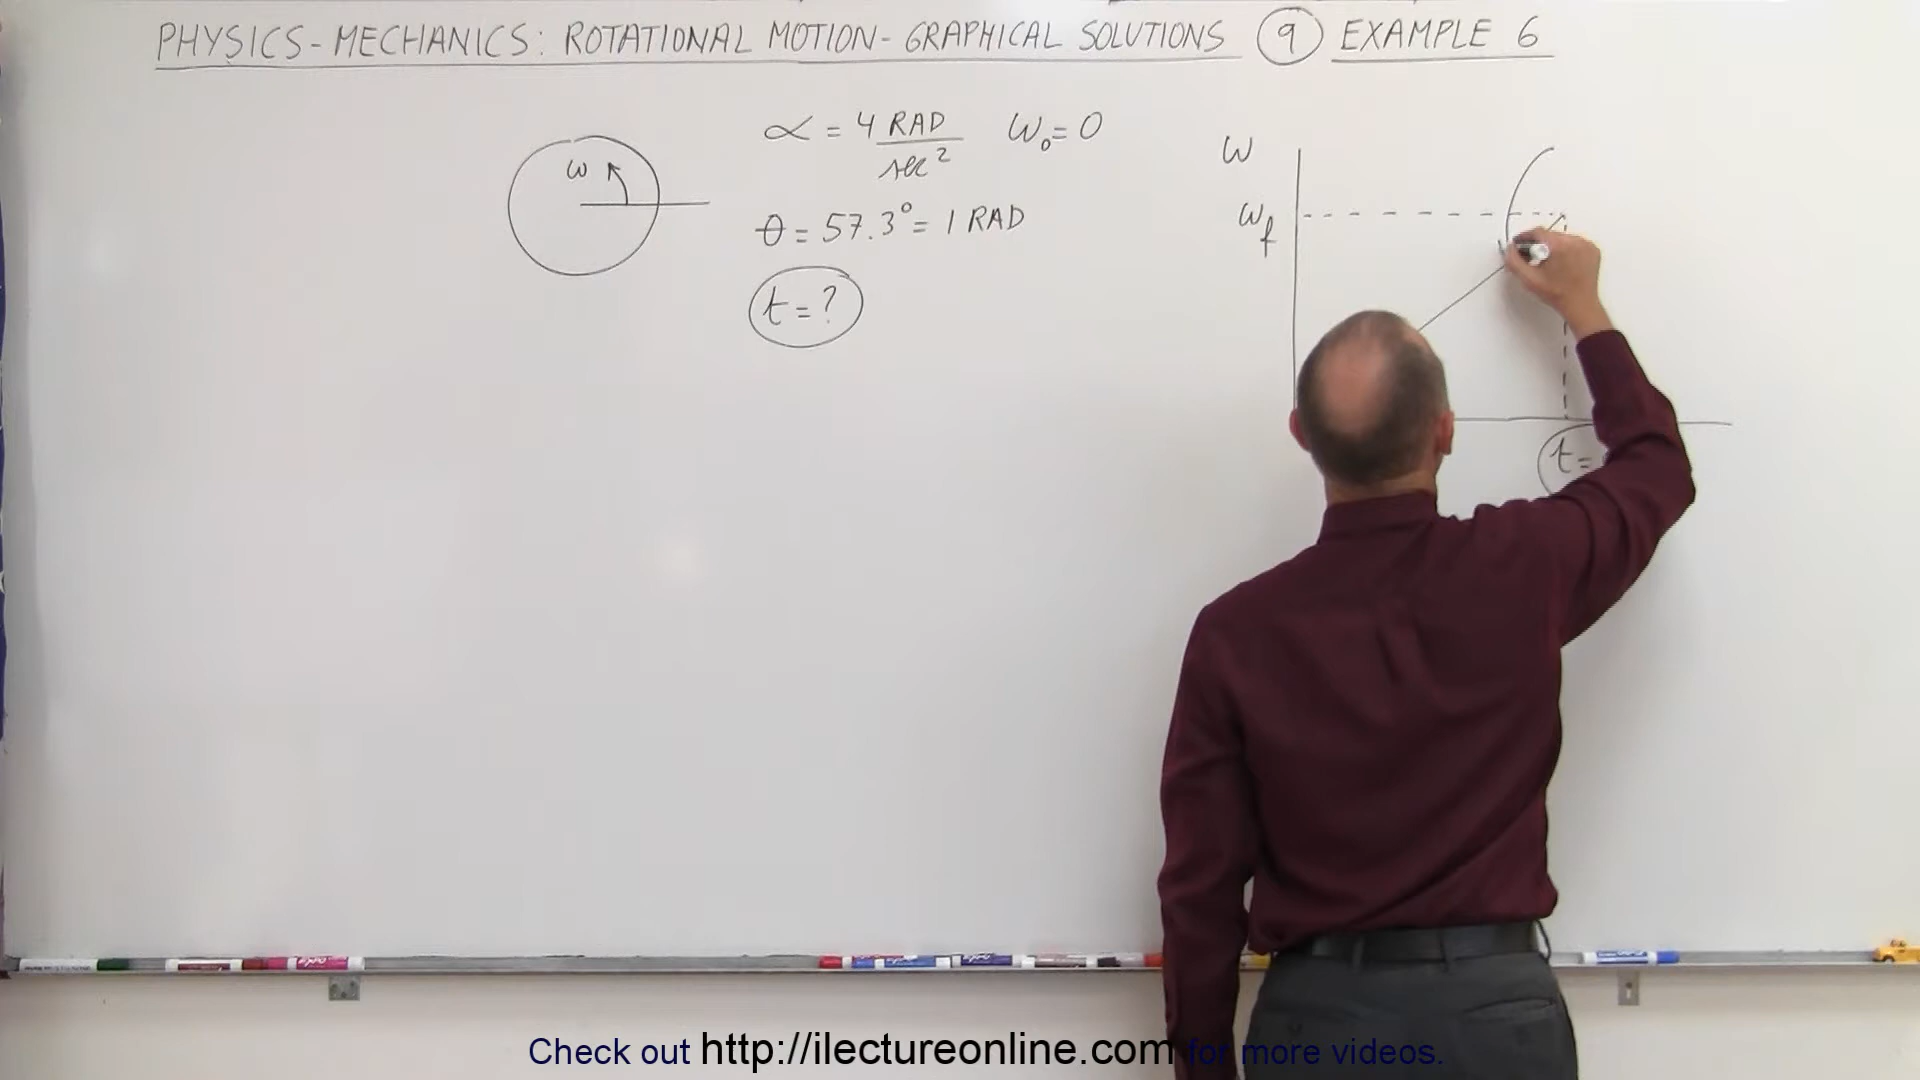 PHYSICS - MECHANICS: ROTATIONAL MOTION - GRAPHICAL SOLUTIONS 9 EXAMPLE 6
ω
α = 4 RAD/sec² ω₀ = 0
θ = 57.3° = 1 RAD
t = ?
ω
ω_f
t =
Check out http://ilectureonline.com for more videos.